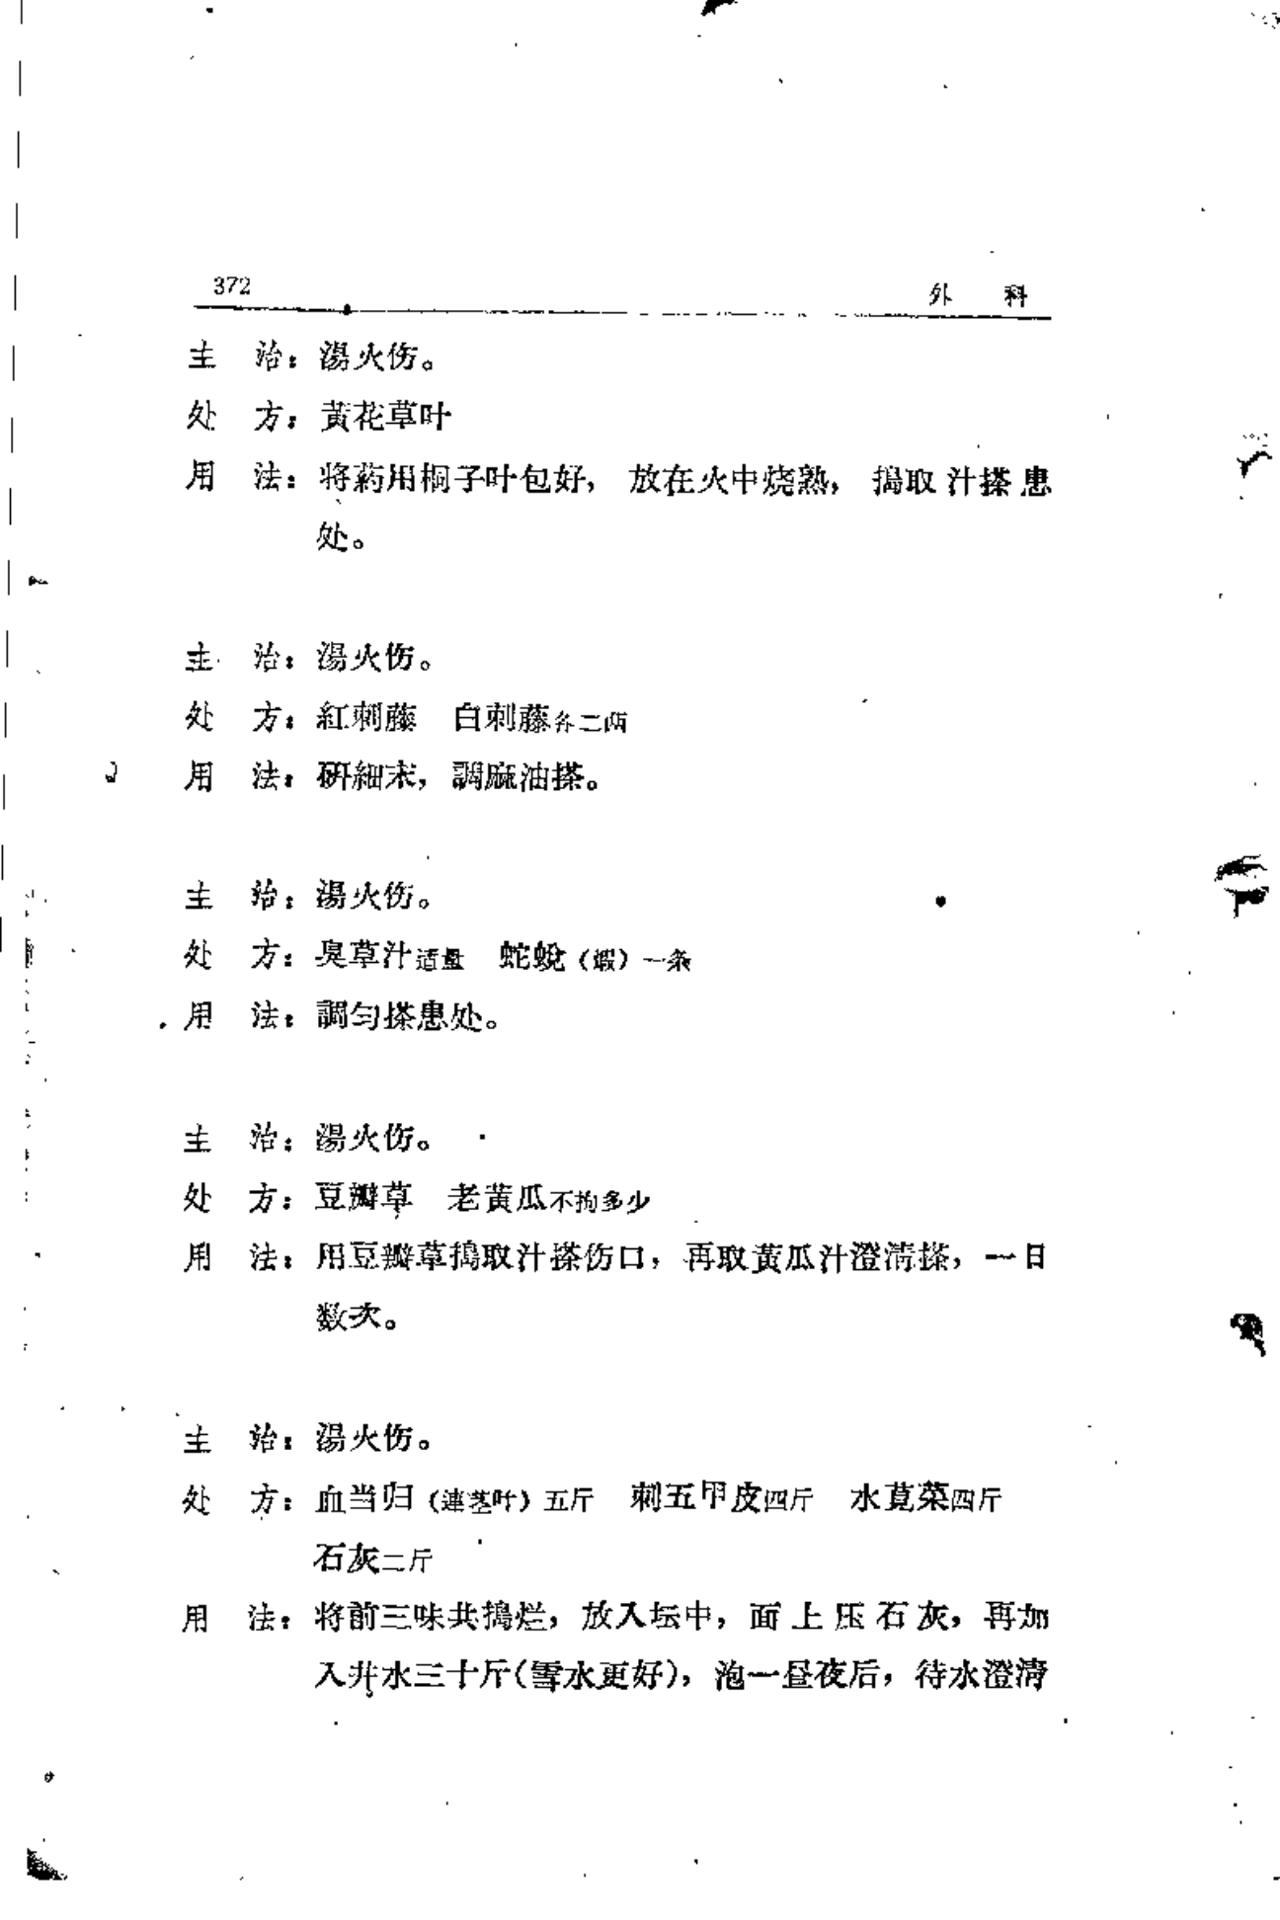 372
外 科
主 治：湯火伤。
处 方：黃花草叶
用 法：将葯用桐子叶包好，放在火中烧熟，搗取汁搽患
处。
主 治：湯火伤。
处 方：紅刺藤 白刺藤各二两
用 法：研細末，調麻油搽。
主 治：湯火伤。
处 方：臭草汁适量 蛇蛻（煆）一条
用 法：調匀搽患处。
主 治：湯火伤。
处 方：豆瓣草 老黃瓜不拘多少
用 法：用豆瓣草搗取汁搽伤口，再取黃瓜汁澄清搽，一日
数次。
主 治：湯火伤。
处 方：血当归（連茎叶）五斤 刺五甲皮四斤 水莧菜四斤
石灰二斤
用 法：将前三味共搗烂，放入坛中，面上压石灰，再加
入井水三十斤（雪水更好），泡一昼夜后，待水澄清